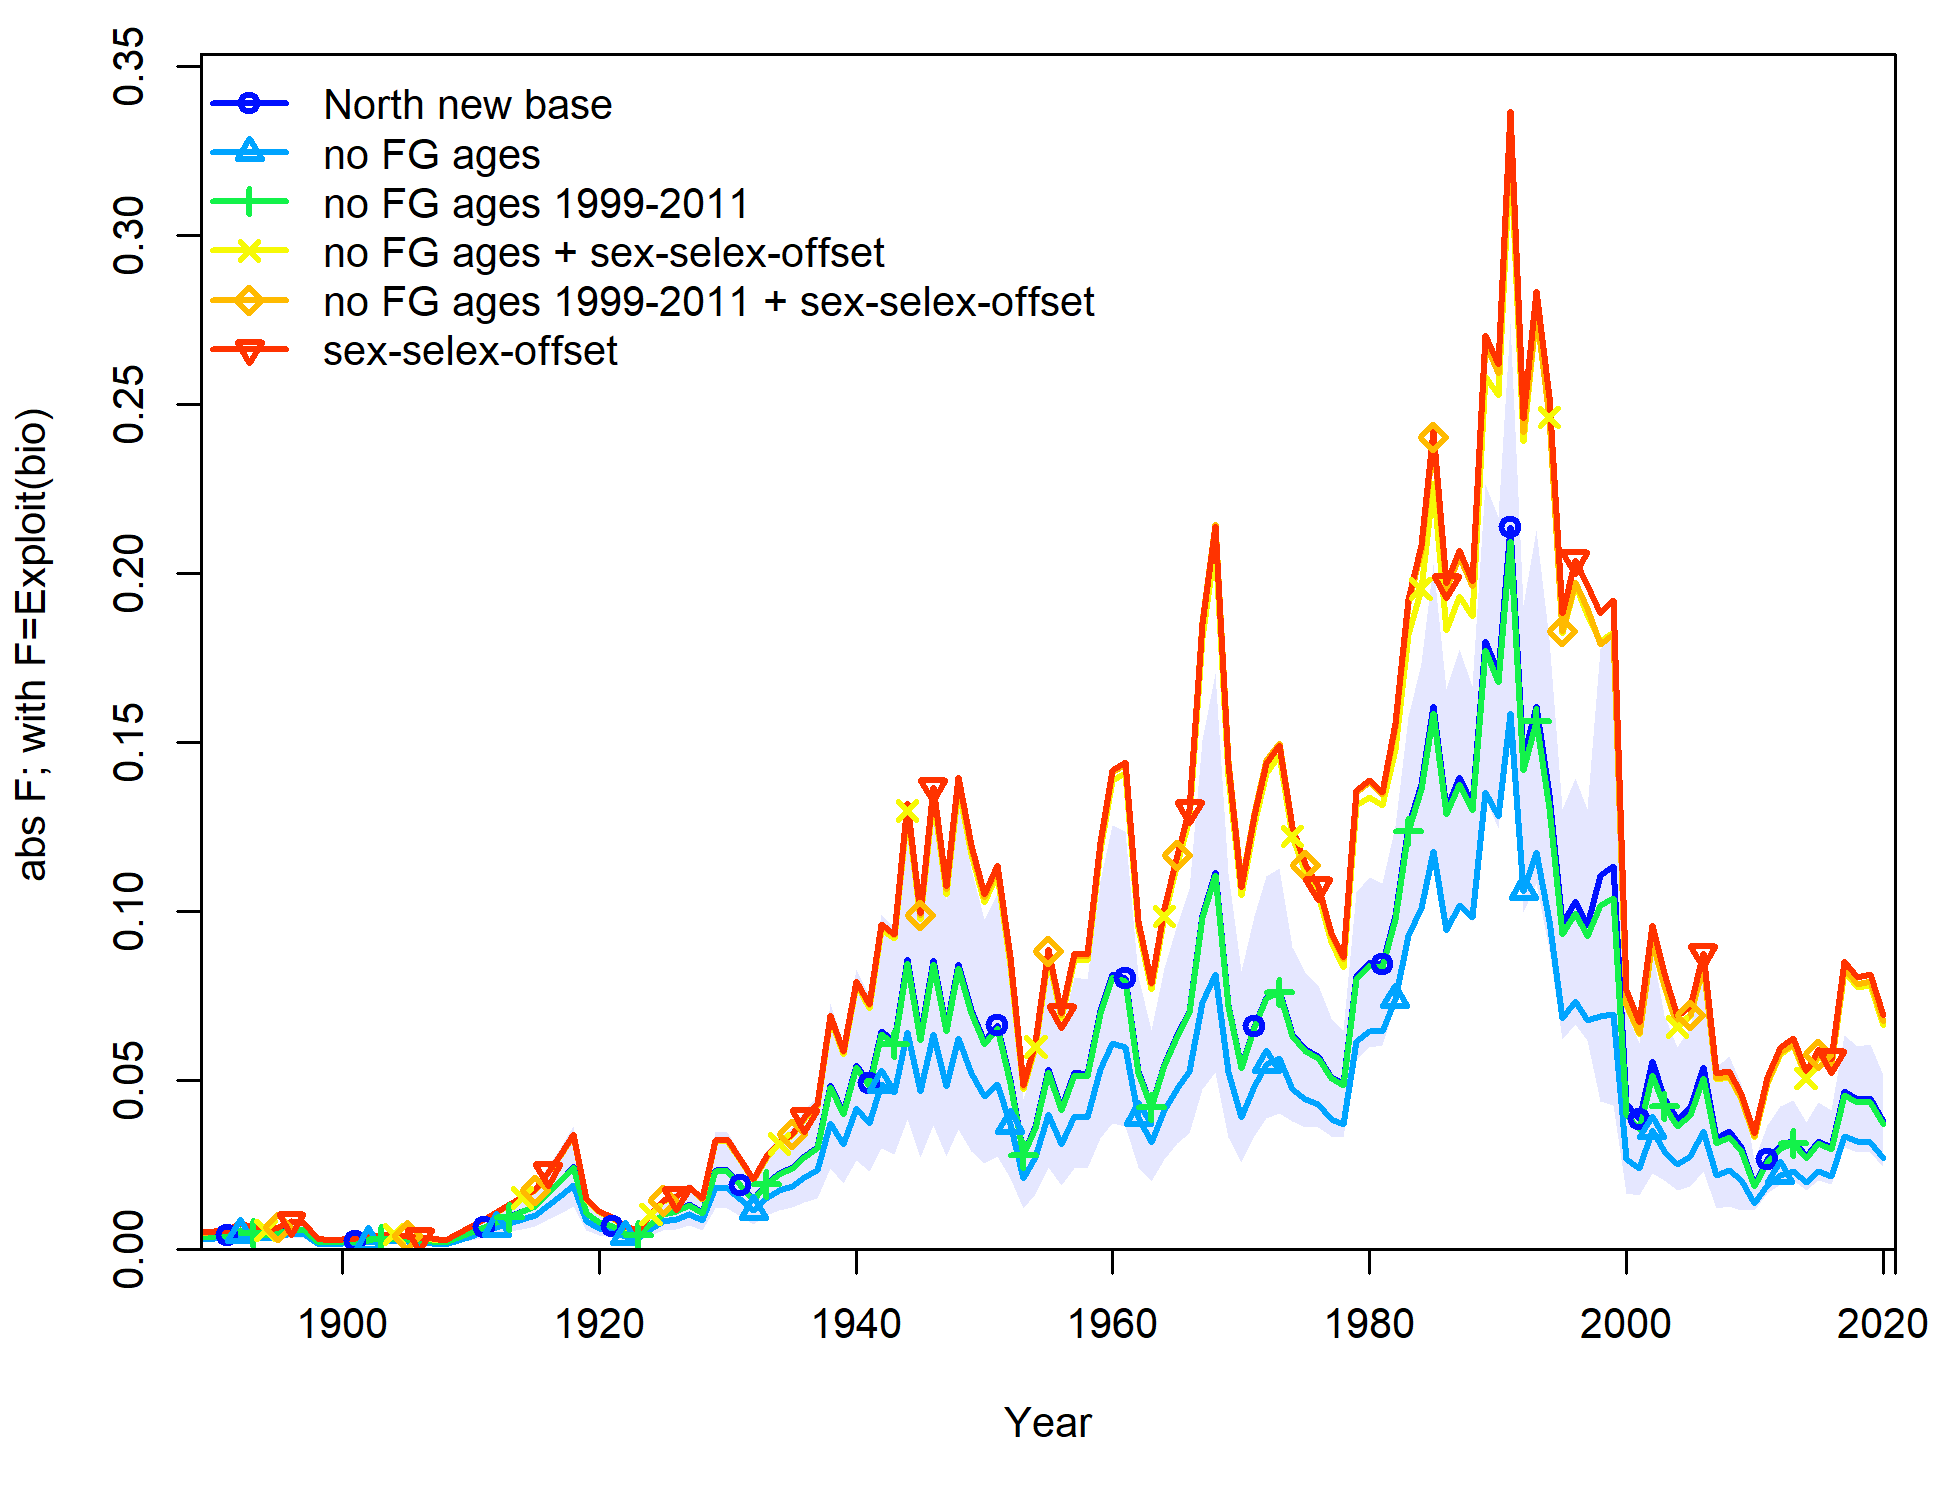 0.35
0.30
0.25
0.20
0.15
0.10
0.05
0.00
abs F; with F=Exploit(bio)
North new base
no FG ages
no FG ages 1999-2011
no FG ages + sex-selex-offset
no FG ages 1999-2011 + sex-selex-offset
sex-selex-offset
1900 1920 1940 1960 1980 2000 2020
Year